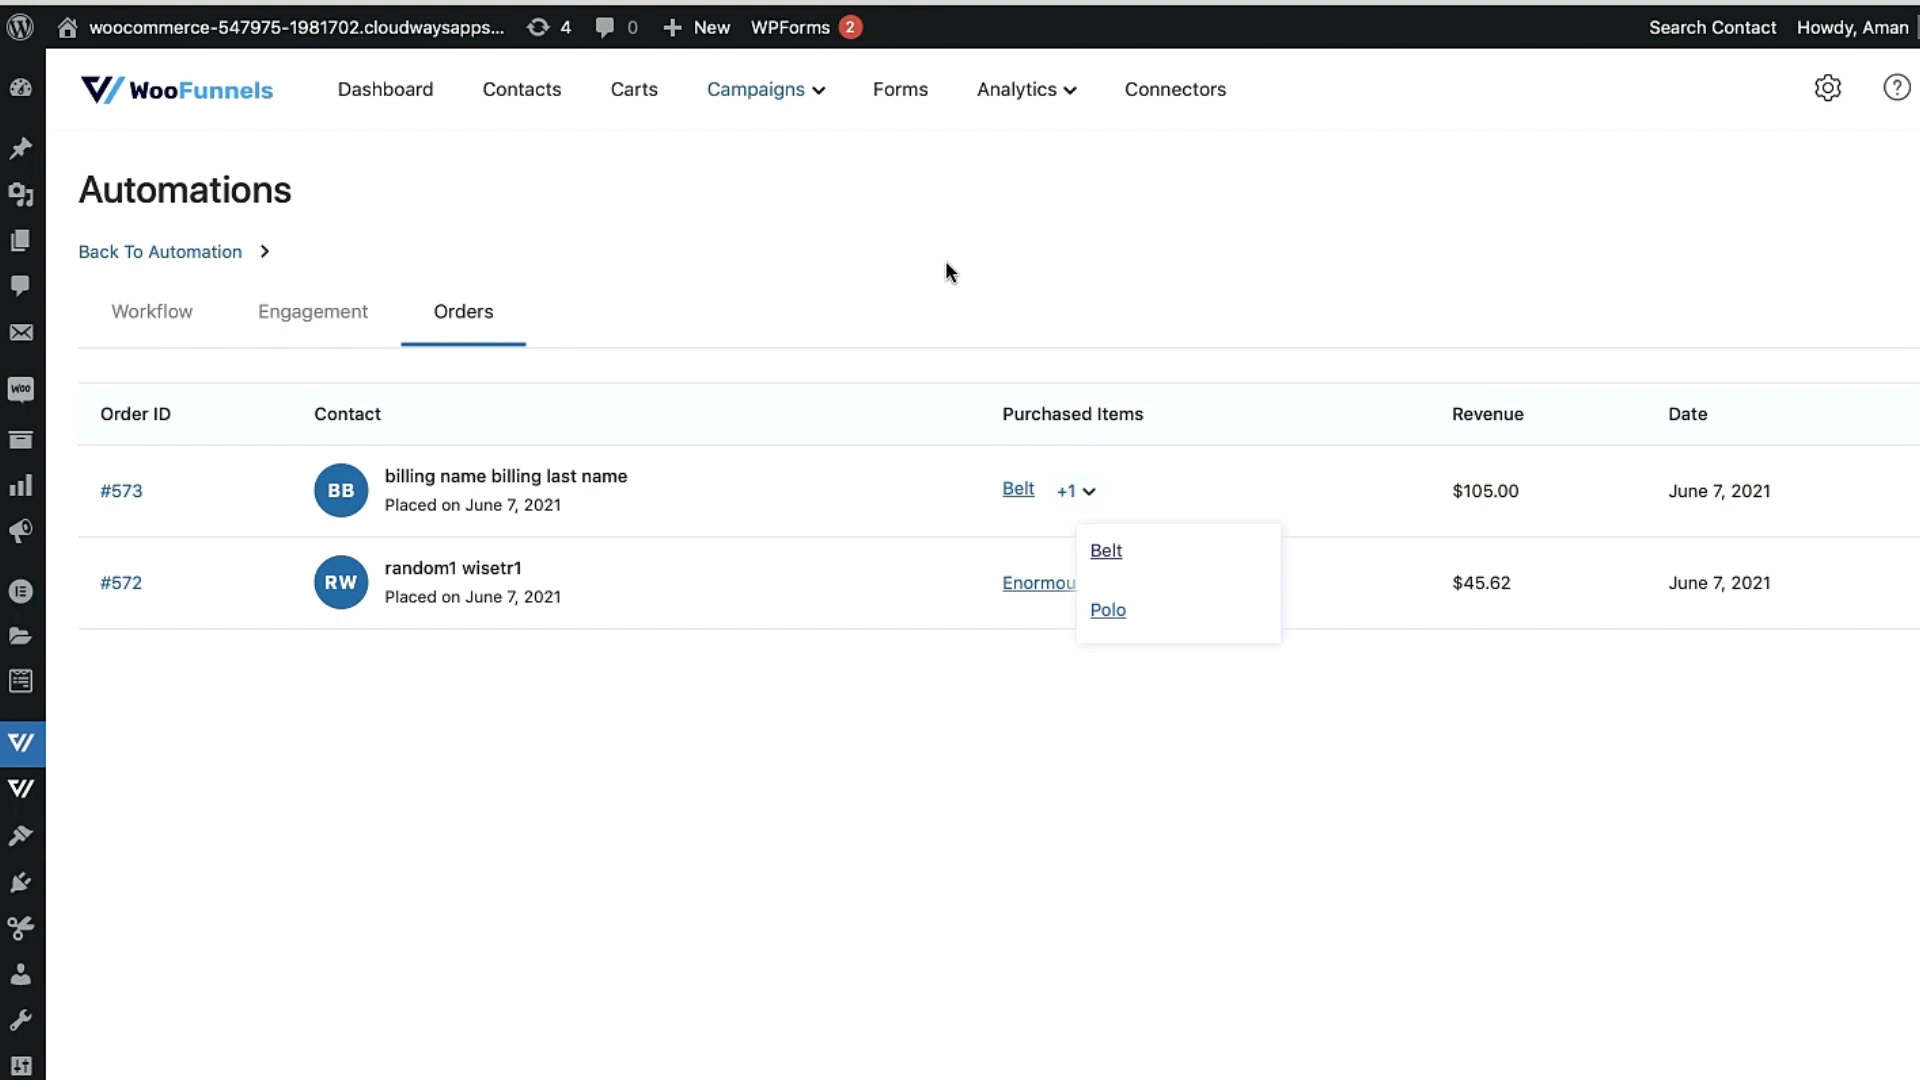 woocommerce-547975-1981702.cloudwaysapps... 4 0 New WPForms 2 Search Contact Howdy, Aman
WooFunnels Dashboard Contacts Carts Campaigns Forms Analytics Connectors ?
Automations
Back To Automation
Workflow Engagement Orders
Order ID Contact Purchased Items Revenue Date
#573 BB billing name billing last name Belt +1 $105.00 June 7, 2021
Placed on June 7, 2021
Belt
#572 RW random1 wisetr1 Enormou $45.62 June 7, 2021
Placed on June 7, 2021
Polo
Woo